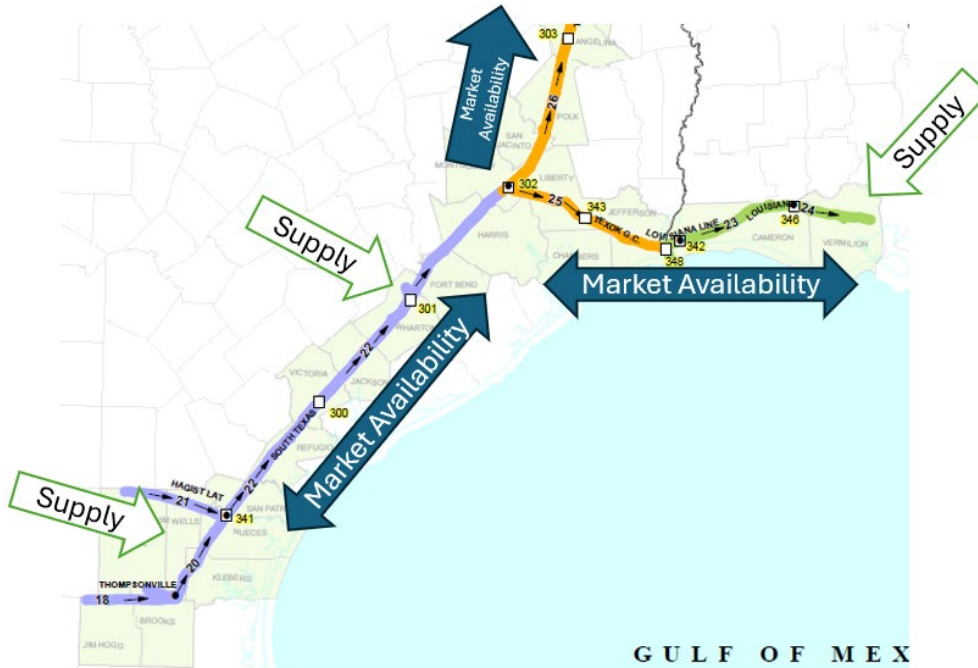 303
ANGELINA
Market
Availability
26
POLK
SAN
JACINTO
Supply
302
LIBERTY
25
343
JEFFERSON
TEXOK G.C.
LOUISIANA LINE
LOUISIANA
24
346
23
342
CAMERON
VERMILION
348
CHAMBERS
HARRIS
Supply
Market Availability
FORT BEND
301
WHARTON
22
Market Availability
VICTORIA
JACKSON
300
SOUTH TEXAS
REFUGIO
22
HAGIST LAT
21
Supply
341
NUECES
20
KLEBERG
THOMPSONVILLE
18
BROOKS
JIM HOGG
GULF OF MEX